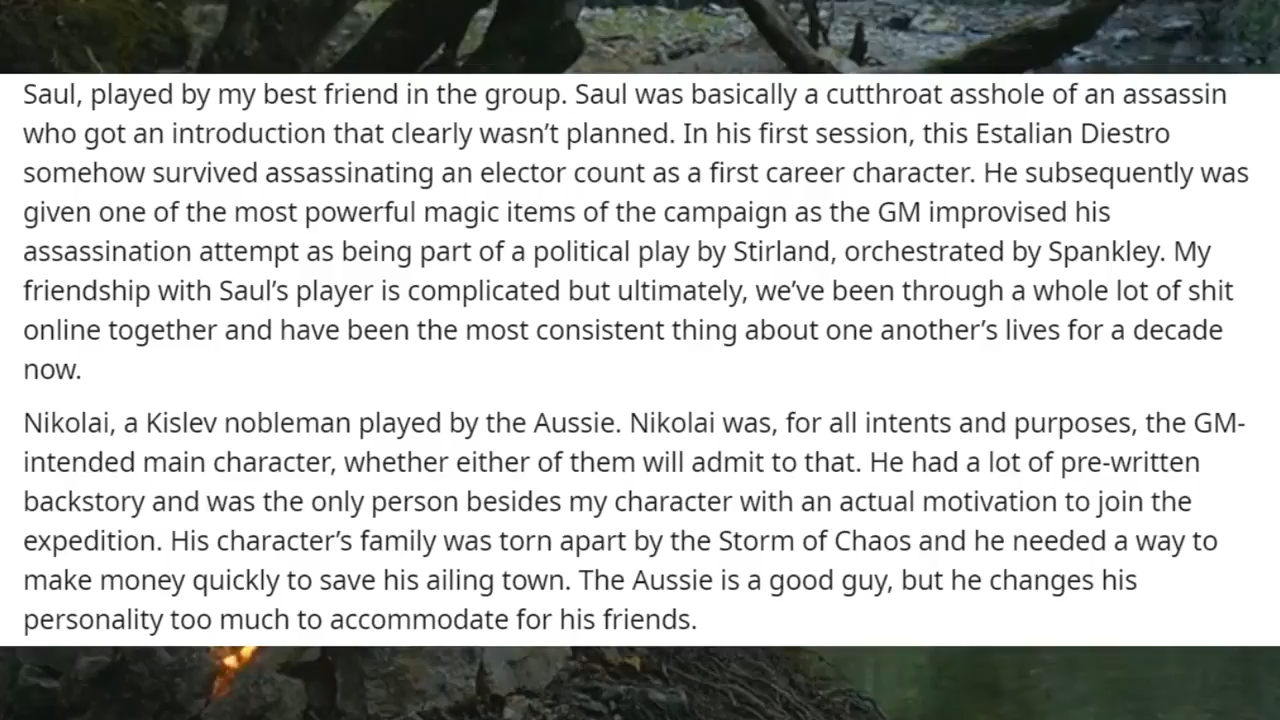 Saul, played by my best friend in the group. Saul was basically a cutthroat asshole of an assassin
who got an introduction that clearly wasn’t planned. In his first session, this Estalian Diestro
somehow survived assassinating an elector count as a first career character. He subsequently was
given one of the most powerful magic items of the campaign as the GM improvised his
assassination attempt as being part of a political play by Stirland, orchestrated by Spankley. My
friendship with Saul’s player is complicated but ultimately, we’ve been through a whole lot of shit
online together and have been the most consistent thing about one another’s lives for a decade
now.
Nikolai, a Kislev nobleman played by the Aussie. Nikolai was, for all intents and purposes, the GM-
intended main character, whether either of them will admit to that. He had a lot of pre-written
backstory and was the only person besides my character with an actual motivation to join the
expedition. His character’s family was torn apart by the Storm of Chaos and he needed a way to
make money quickly to save his ailing town. The Aussie is a good guy, but he changes his
personality too much to accommodate for his friends.